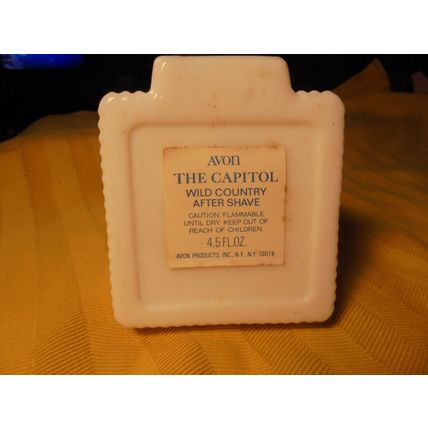 AVON
THE CAPITOL
WILD COUNTRY
AFTER SHAVE
CAUTION: FLAMMABLE
UNTIL DRY. KEEP OUT OF
REACH OF CHILDREN
4.5 FL.OZ.
AVON PRODUCTS, INC., N.Y., N.Y. 10019